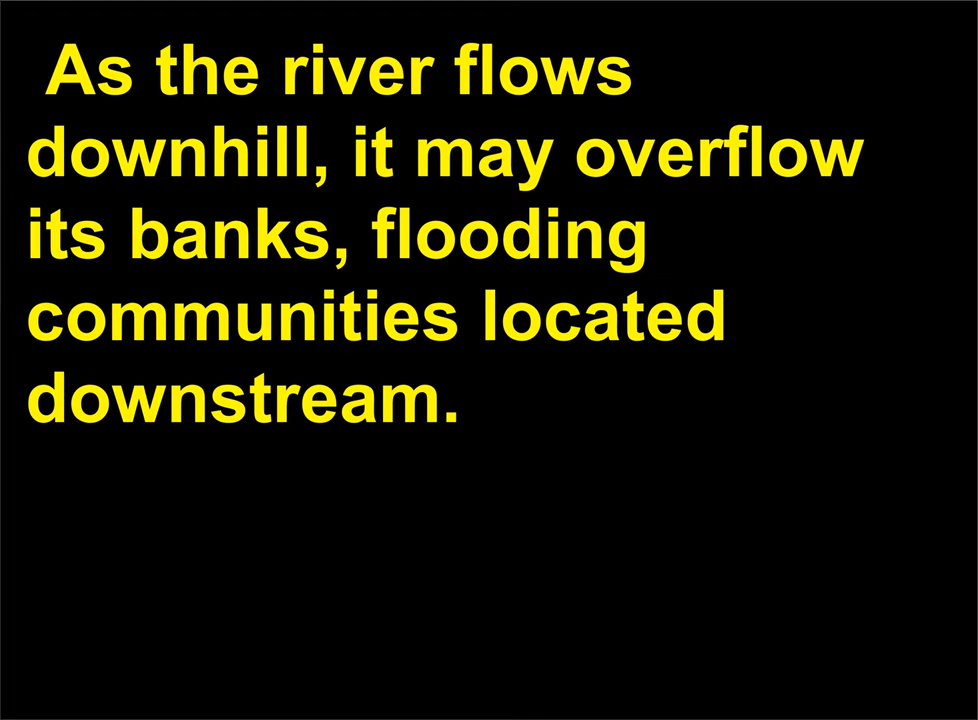 As the river flows
downhill, it may overflow
its banks, flooding
communities located
downstream.